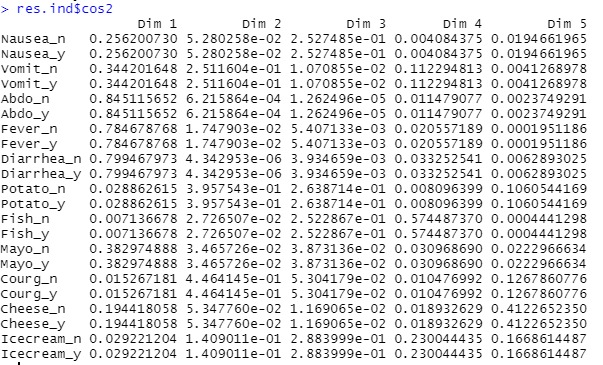 > res.ind$cos2
Dim 1 Dim 2 Dim 3 Dim 4 Dim 5
Nausea_n 0.256200730 5.280258e-02 2.527485e-01 0.004084375 0.0194661965
Nausea_y 0.256200730 5.280258e-02 2.527485e-01 0.004084375 0.0194661965
Vomit_n 0.344201648 2.511604e-01 1.070855e-02 0.112294813 0.0041268978
Vomit_y 0.344201648 2.511604e-01 1.070855e-02 0.112294813 0.0041268978
Abdo_n 0.845115652 6.215864e-04 1.262496e-05 0.011479077 0.0023749291
Abdo_y 0.845115652 6.215864e-04 1.262496e-05 0.011479077 0.0023749291
Fever_n 0.784678768 1.747903e-02 5.407133e-03 0.020557189 0.0001951186
Fever_y 0.784678768 1.747903e-02 5.407133e-03 0.020557189 0.0001951186
Diarrhea_n 0.799467973 4.342953e-06 3.934659e-03 0.033252541 0.0062893025
Diarrhea_y 0.799467973 4.342953e-06 3.934659e-03 0.033252541 0.0062893025
Potato_n 0.028862615 3.957543e-01 2.638714e-01 0.008096399 0.1060544169
Potato_y 0.028862615 3.957543e-01 2.638714e-01 0.008096399 0.1060544169
Fish_n 0.007136678 2.726507e-02 2.522867e-01 0.574487370 0.0004441298
Fish_y 0.007136678 2.726507e-02 2.522867e-01 0.574487370 0.0004441298
Mayo_n 0.382974888 3.465726e-02 3.873136e-02 0.030968690 0.0222966634
Mayo_y 0.382974888 3.465726e-02 3.873136e-02 0.030968690 0.0222966634
Courg_n 0.015267181 4.464145e-01 5.304179e-02 0.010476992 0.1267860776
Courg_y 0.015267181 4.464145e-01 5.304179e-02 0.010476992 0.1267860776
Cheese_n 0.194418058 5.347760e-02 1.169065e-02 0.018932629 0.4122652350
Cheese_y 0.194418058 5.347760e-02 1.169065e-02 0.018932629 0.4122652350
Icecream_n 0.029221204 1.409011e-01 2.883999e-01 0.230044435 0.1668614487
Icecream_y 0.029221204 1.409011e-01 2.883999e-01 0.230044435 0.1668614487